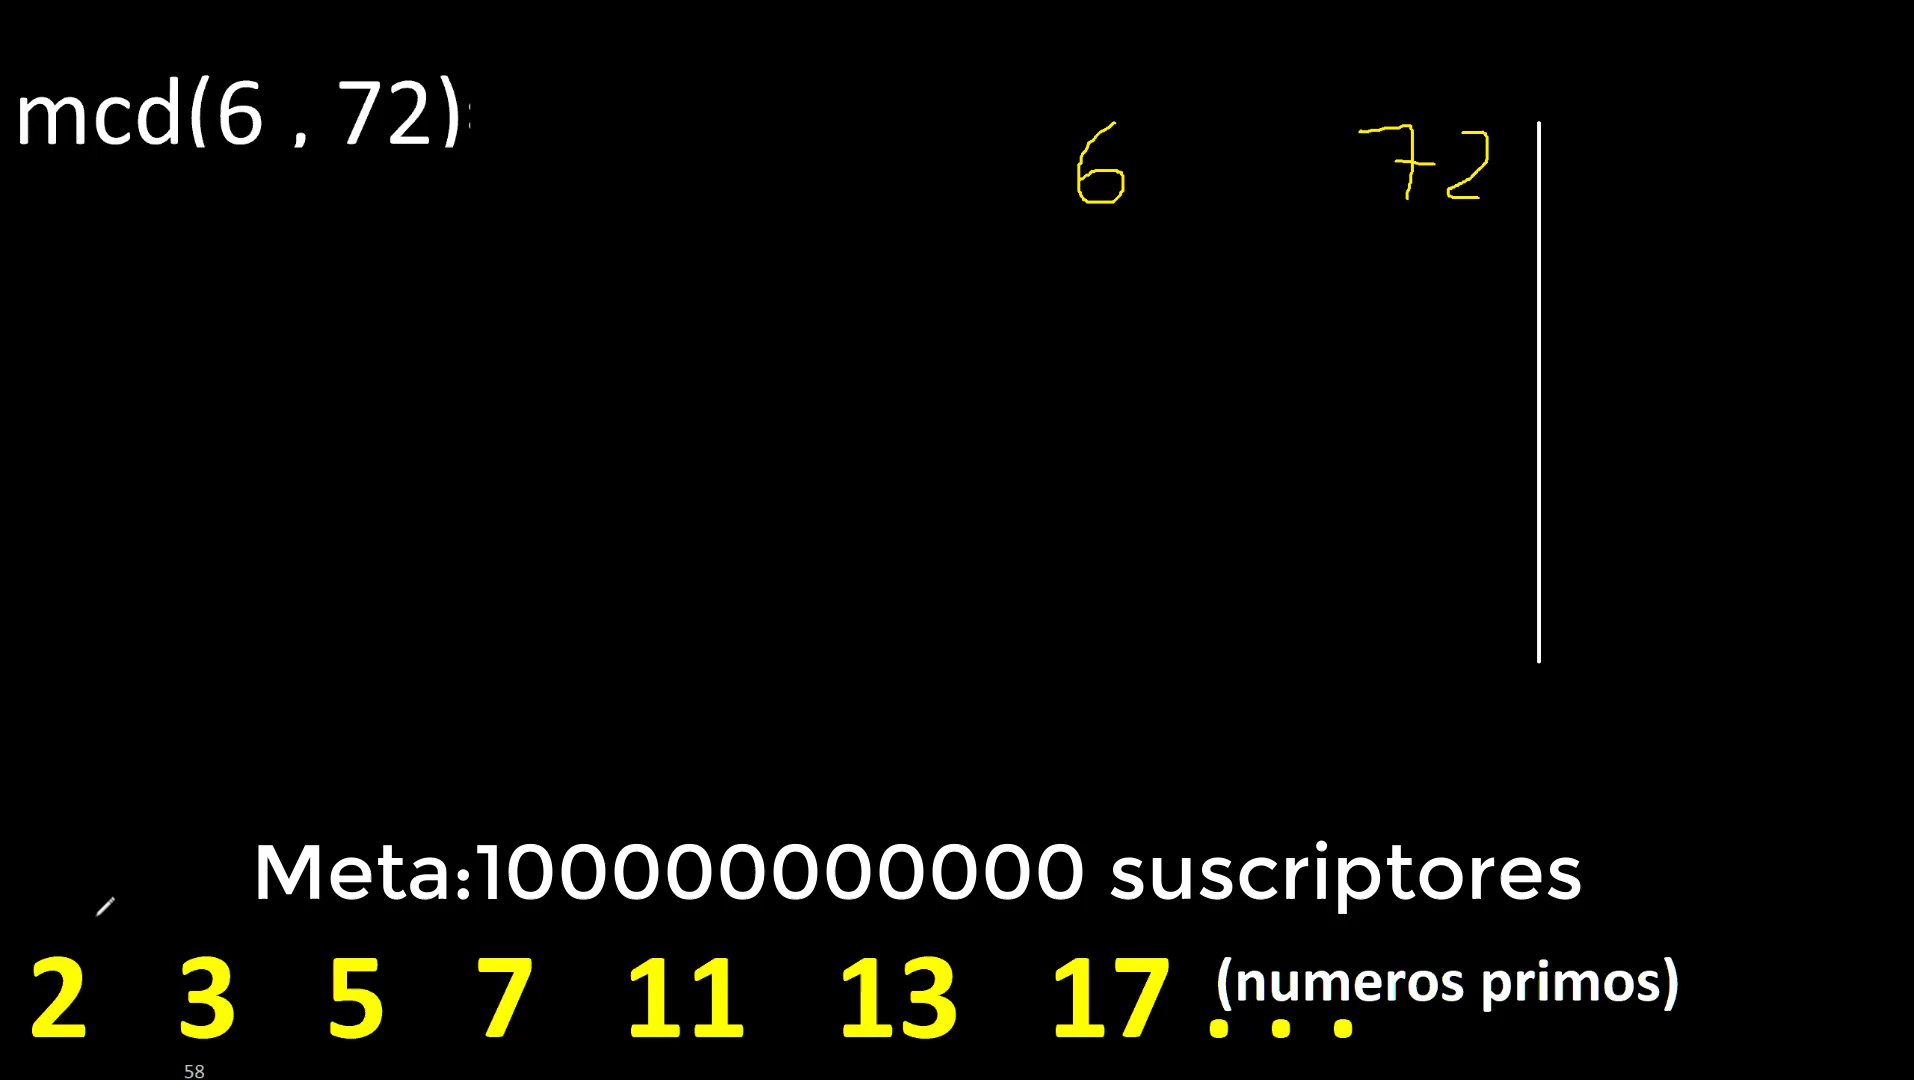 mcd(6 , 72)
6 72
Meta:1000000000000 suscriptores
2 3 5 7 11 13 17 . . . (numeros primos)
58